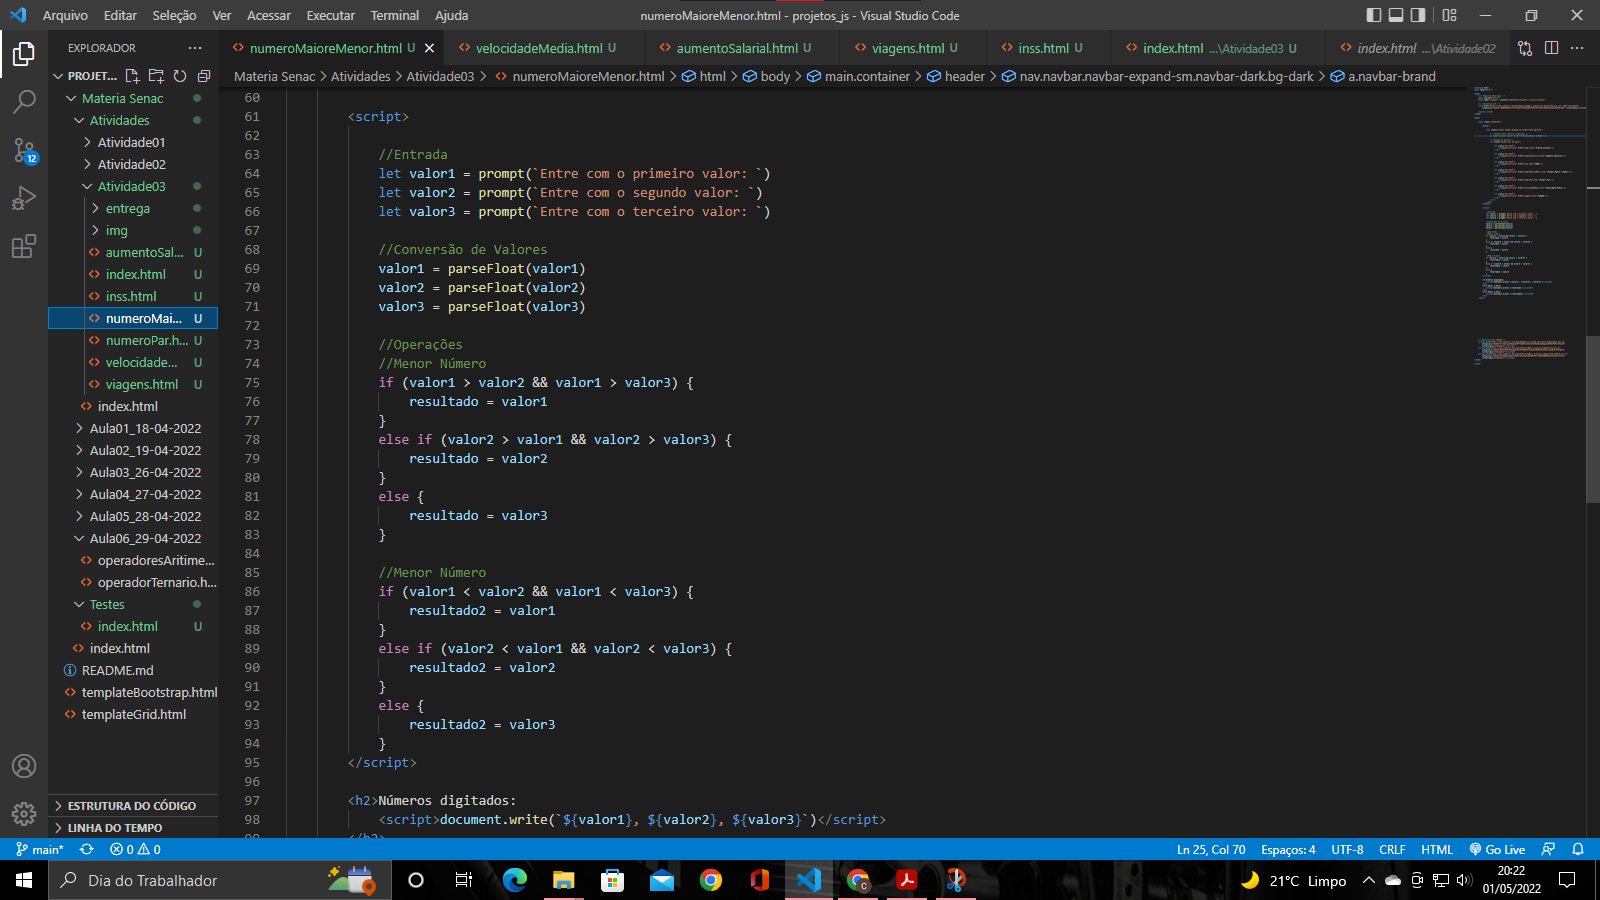 Arquivo Editar Seleção Ver Acessar Executar Terminal Ajuda
numeroMaioreMenor.html - projetos_js - Visual Studio Code
EXPLORADOR
numeroMaioreMenor.html U
velocidadeMedia.html U
aumentoSalarial.html U
viagens.html U
inss.html U
index.html ...\Atividade03 U
index.html ...\Atividade02
PROJET...
Materia Senac > Atividades > Atividade03 > numeroMaioreMenor.html > html > body > main.container > header > nav.navbar.navbar-expand-sm.navbar-dark.bg-dark > a.navbar-brand
Materia Senac
Atividades
Atividade01
Atividade02
Atividade03
entrega
img
aumentoSal... U
index.html U
inss.html U
numeroMai... U
numeroPar.h... U
velocidade... U
viagens.html U
index.html
Aula01_18-04-2022
Aula02_19-04-2022
Aula03_26-04-2022
Aula04_27-04-2022
Aula05_28-04-2022
Aula06_29-04-2022
operadoresAritime...
operadorTernario.h...
Testes
index.html U
index.html
README.md
templateBootstrap.html
templateGrid.html
ESTRUTURA DO CÓDIGO
LINHA DO TEMPO
12
60
61 <script>
62
63 //Entrada
64 let valor1 = prompt(`Entre com o primeiro valor: `)
65 let valor2 = prompt(`Entre com o segundo valor: `)
66 let valor3 = prompt(`Entre com o terceiro valor: `)
67
68 //Conversão de Valores
69 valor1 = parseFloat(valor1)
70 valor2 = parseFloat(valor2)
71 valor3 = parseFloat(valor3)
72
73 //Operações
74 //Menor Número
75 if (valor1 > valor2 && valor1 > valor3) {
76 resultado = valor1
77 }
78 else if (valor2 > valor1 && valor2 > valor3) {
79 resultado = valor2
80 }
81 else {
82 resultado = valor3
83 }
84
85 //Menor Número
86 if (valor1 < valor2 && valor1 < valor3) {
87 resultado2 = valor1
88 }
89 else if (valor2 < valor1 && valor2 < valor3) {
90 resultado2 = valor2
91 }
92 else {
93 resultado2 = valor3
94 }
95 </script>
96
97 <h2>Números digitados:
98 <script>document.write(`${valor1}, ${valor2}, ${valor3}`)</script>
99 </h2>
main* 0 0
Ln 25, Col 70 Espaços: 4 UTF-8 CRLF HTML Go Live
Dia do Trabalhador
C
21°C Limpo
20:22
01/05/2022